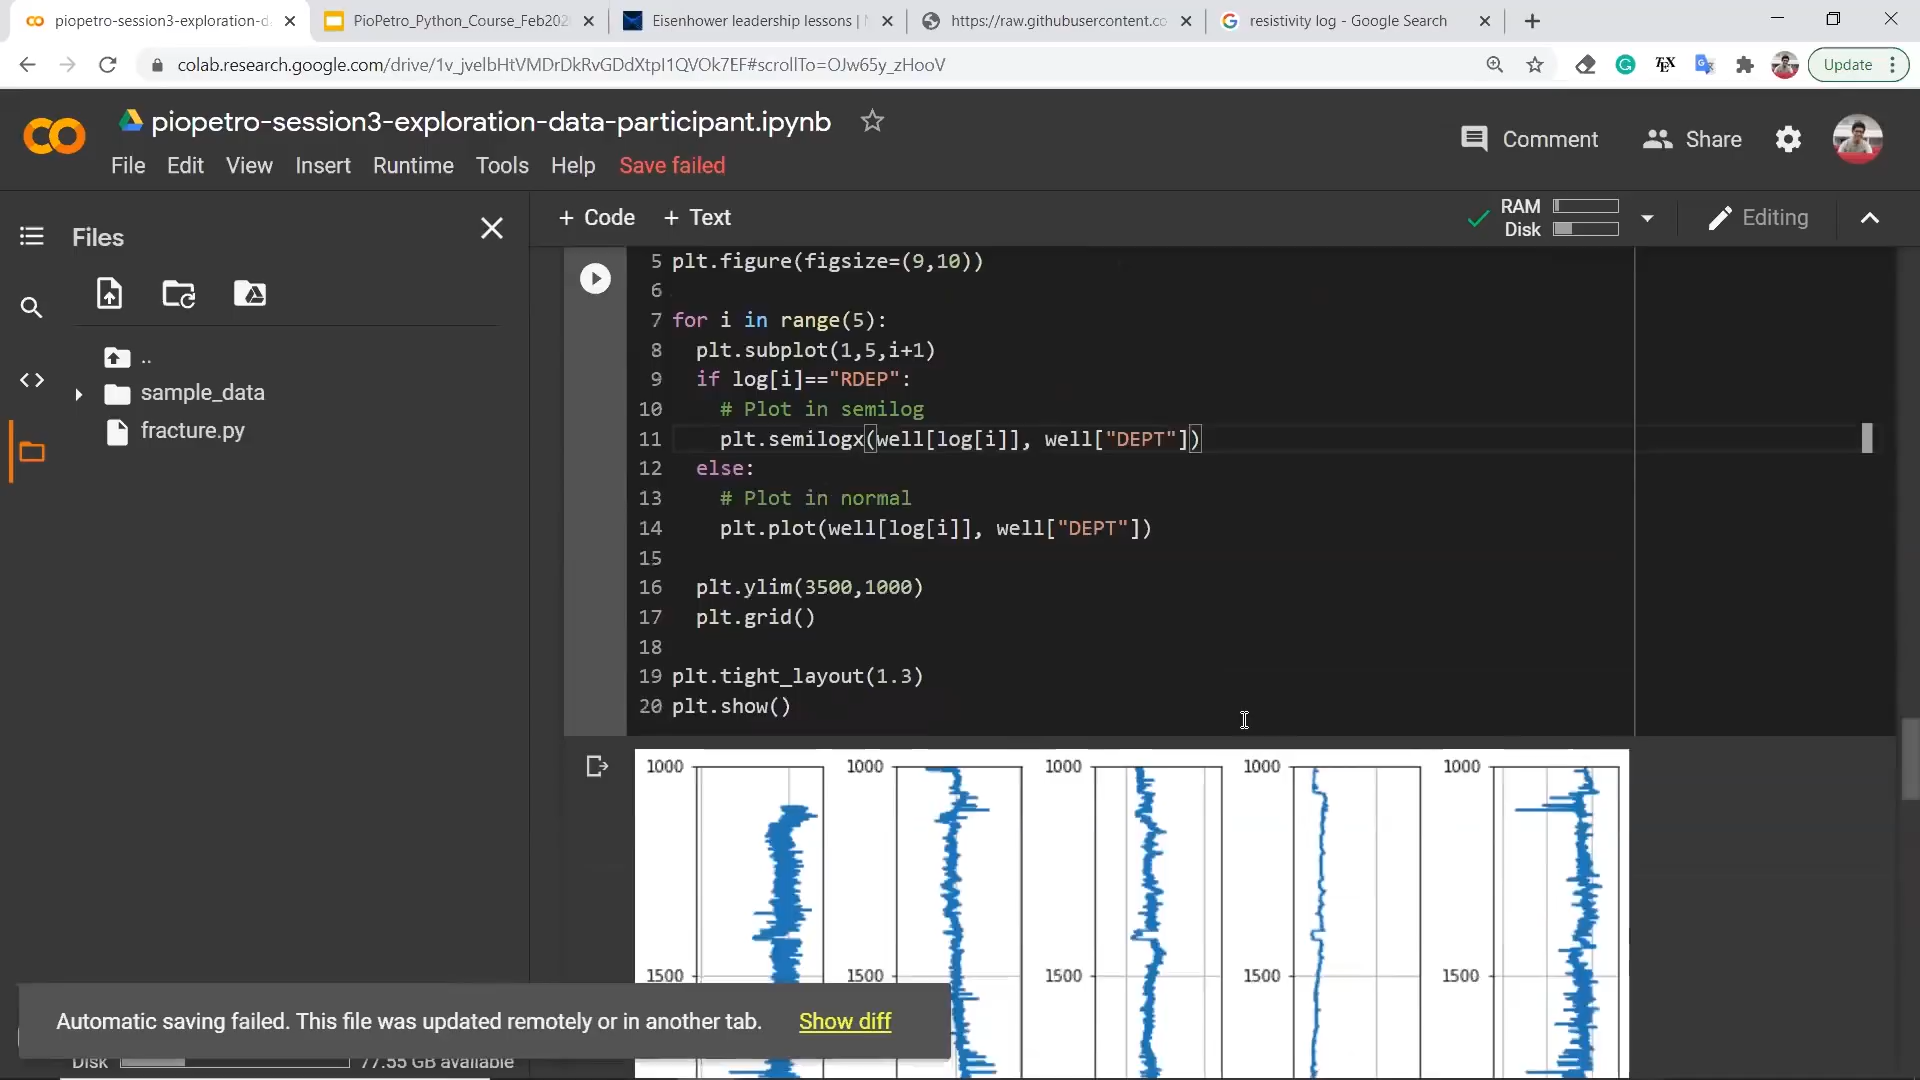 piopetro-session3-exploration-d
PioPetro_Python_Course_Feb202
Eisenhower leadership lessons |
https://raw.githubusercontent.co
resistivity log - Google Search
colab.research.google.com/drive/1v_jvelbHtVMDrDkRvGDdXtpI1QVOk7EF#scrollTo=OJw65y_zHooV
Update
piopetro-session3-exploration-data-participant.ipynb
Comment
Share
File Edit View Insert Runtime Tools Help Save failed
Files
+ Code + Text
RAM
Disk
Editing
..
sample_data
fracture.py
5 plt.figure(figsize=(9,10))
6
7 for i in range(5):
8 plt.subplot(1,5,i+1)
9 if log[i]=="RDEP":
10 # Plot in semilog
11 plt.semilogx(well[log[i]], well["DEPT"])
12 else:
13 # Plot in normal
14 plt.plot(well[log[i]], well["DEPT"])
15
16 plt.ylim(3500,1000)
17 plt.grid()
18
19 plt.tight_layout(1.3)
20 plt.show()
1000 1000 1000 1000 1000
1500 1500 1500 1500 1500
Automatic saving failed. This file was updated remotely or in another tab. Show diff
Disk 77.55 GB available